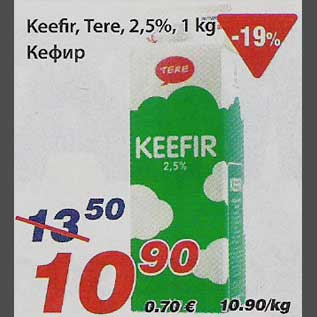 Keefir, Tere, 2,5%, 1 kg
Кефир
-19%
TERE
KEEFIR
2,5%
13 50
10 90
0.70 € 10.90/kg